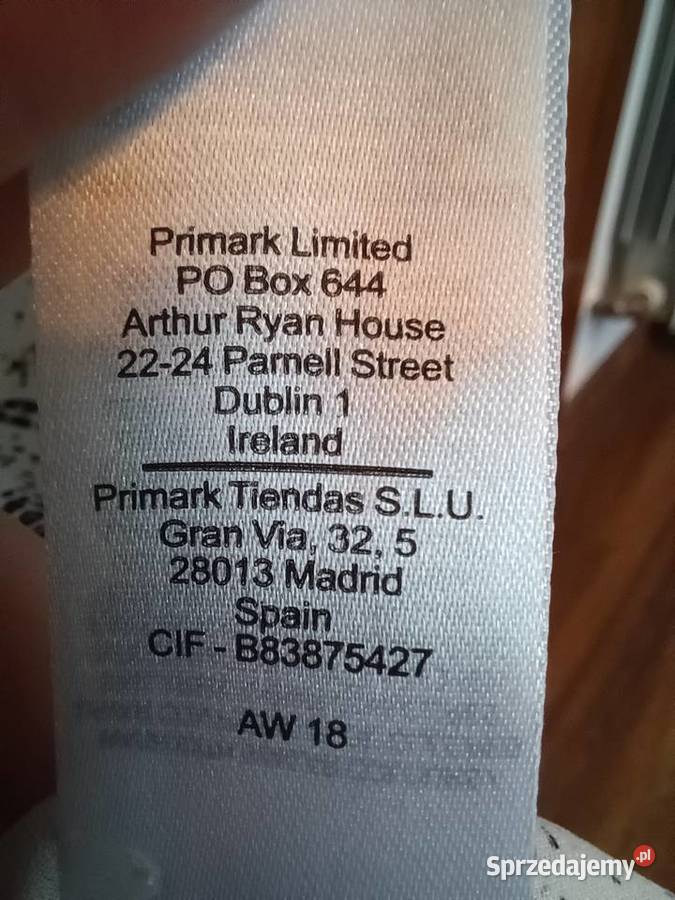 Primark Limited
PO Box 644
Arthur Ryan House
22-24 Parnell Street
Dublin 1
Ireland
Primark Tiendas S.L.U.
Gran Via, 32, 5
28013 Madrid
Spain
CIF - B83875427
AW 18
Sprzedajemy.pl